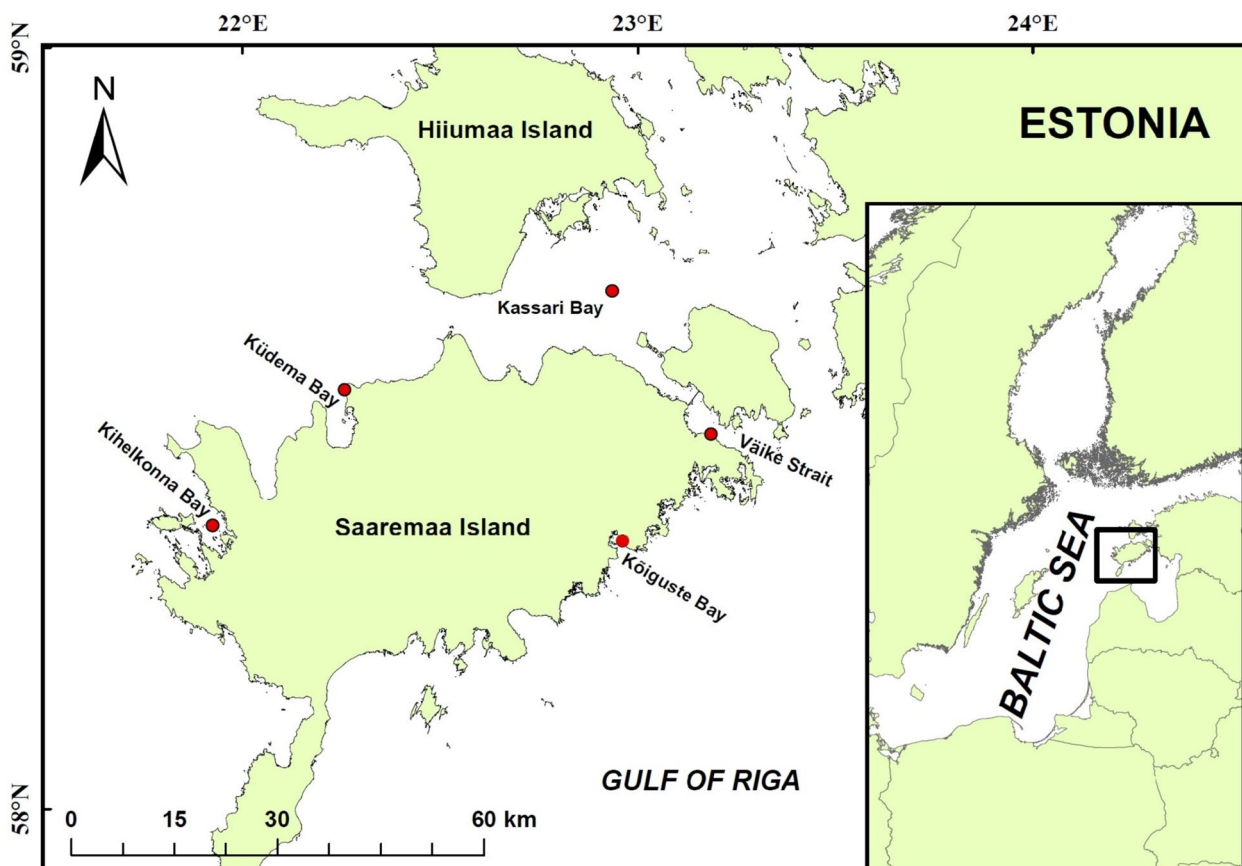 22°E
23°E
24°E
59°N
N
Hiiumaa Island
ESTONIA
Kassari Bay
Küdema Bay
Kihelkonna Bay
Väike Strait
Saaremaa Island
Kõiguste Bay
BALTIC SEA
GULF OF RIGA
58°N
0 15 30 60 km